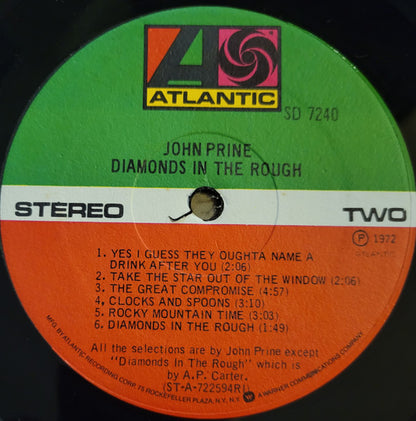 ATLANTIC
SD 7240
JOHN PRINE
DIAMONDS IN THE ROUGH
STEREO
TWO
Ⓟ 1972
ATLANTIC
1. YES I GUESS THEY OUGHTA NAME A
DRINK AFTER YOU (2:06)
2. TAKE THE STAR OUT OF THE WINDOW (2:06)
3. THE GREAT COMPROMISE (4:57)
4. CLOCKS AND SPOONS (3:10)
5. ROCKY MOUNTAIN TIME (3:03)
6. DIAMONDS IN THE ROUGH (1:49)
All the selections are by John Prine except
"Diamonds In The Rough" which is
by A.P. Carter.
(ST-A-722594RI)
MFG. BY ATLANTIC RECORDING CORP. 75 ROCKEFELLER PLAZA, N.Y., N.Y. W A WARNER COMMUNICATIONS COMPANY